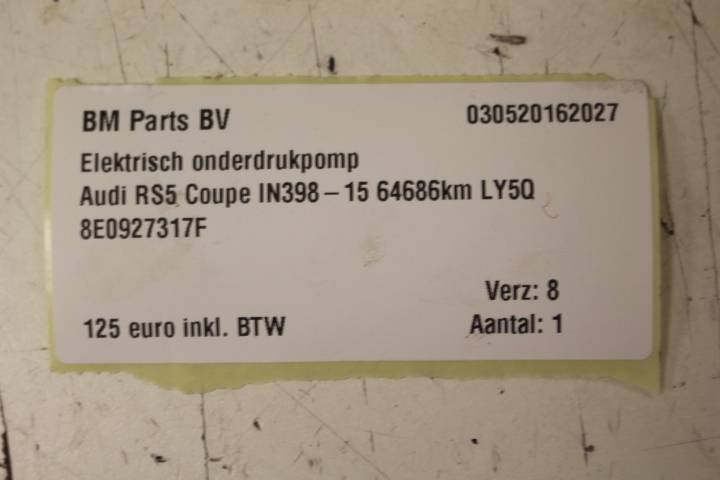 BM Parts BV 030520162027
Elektrisch onderdrukpomp
Audi RS5 Coupe IN398-15 64686km LY5Q
8E0927317F
Verz: 8
125 euro inkl. BTW Aantal: 1